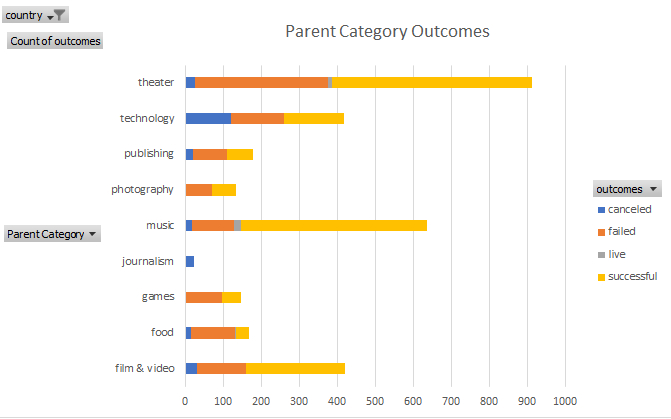 country
Count of outcomes
Parent Category Outcomes
theater
technology
publishing
photography
music
journalism
games
food
film & video
Parent Category
outcomes
canceled
failed
live
successful
0 100 200 300 400 500 600 700 800 900 1000